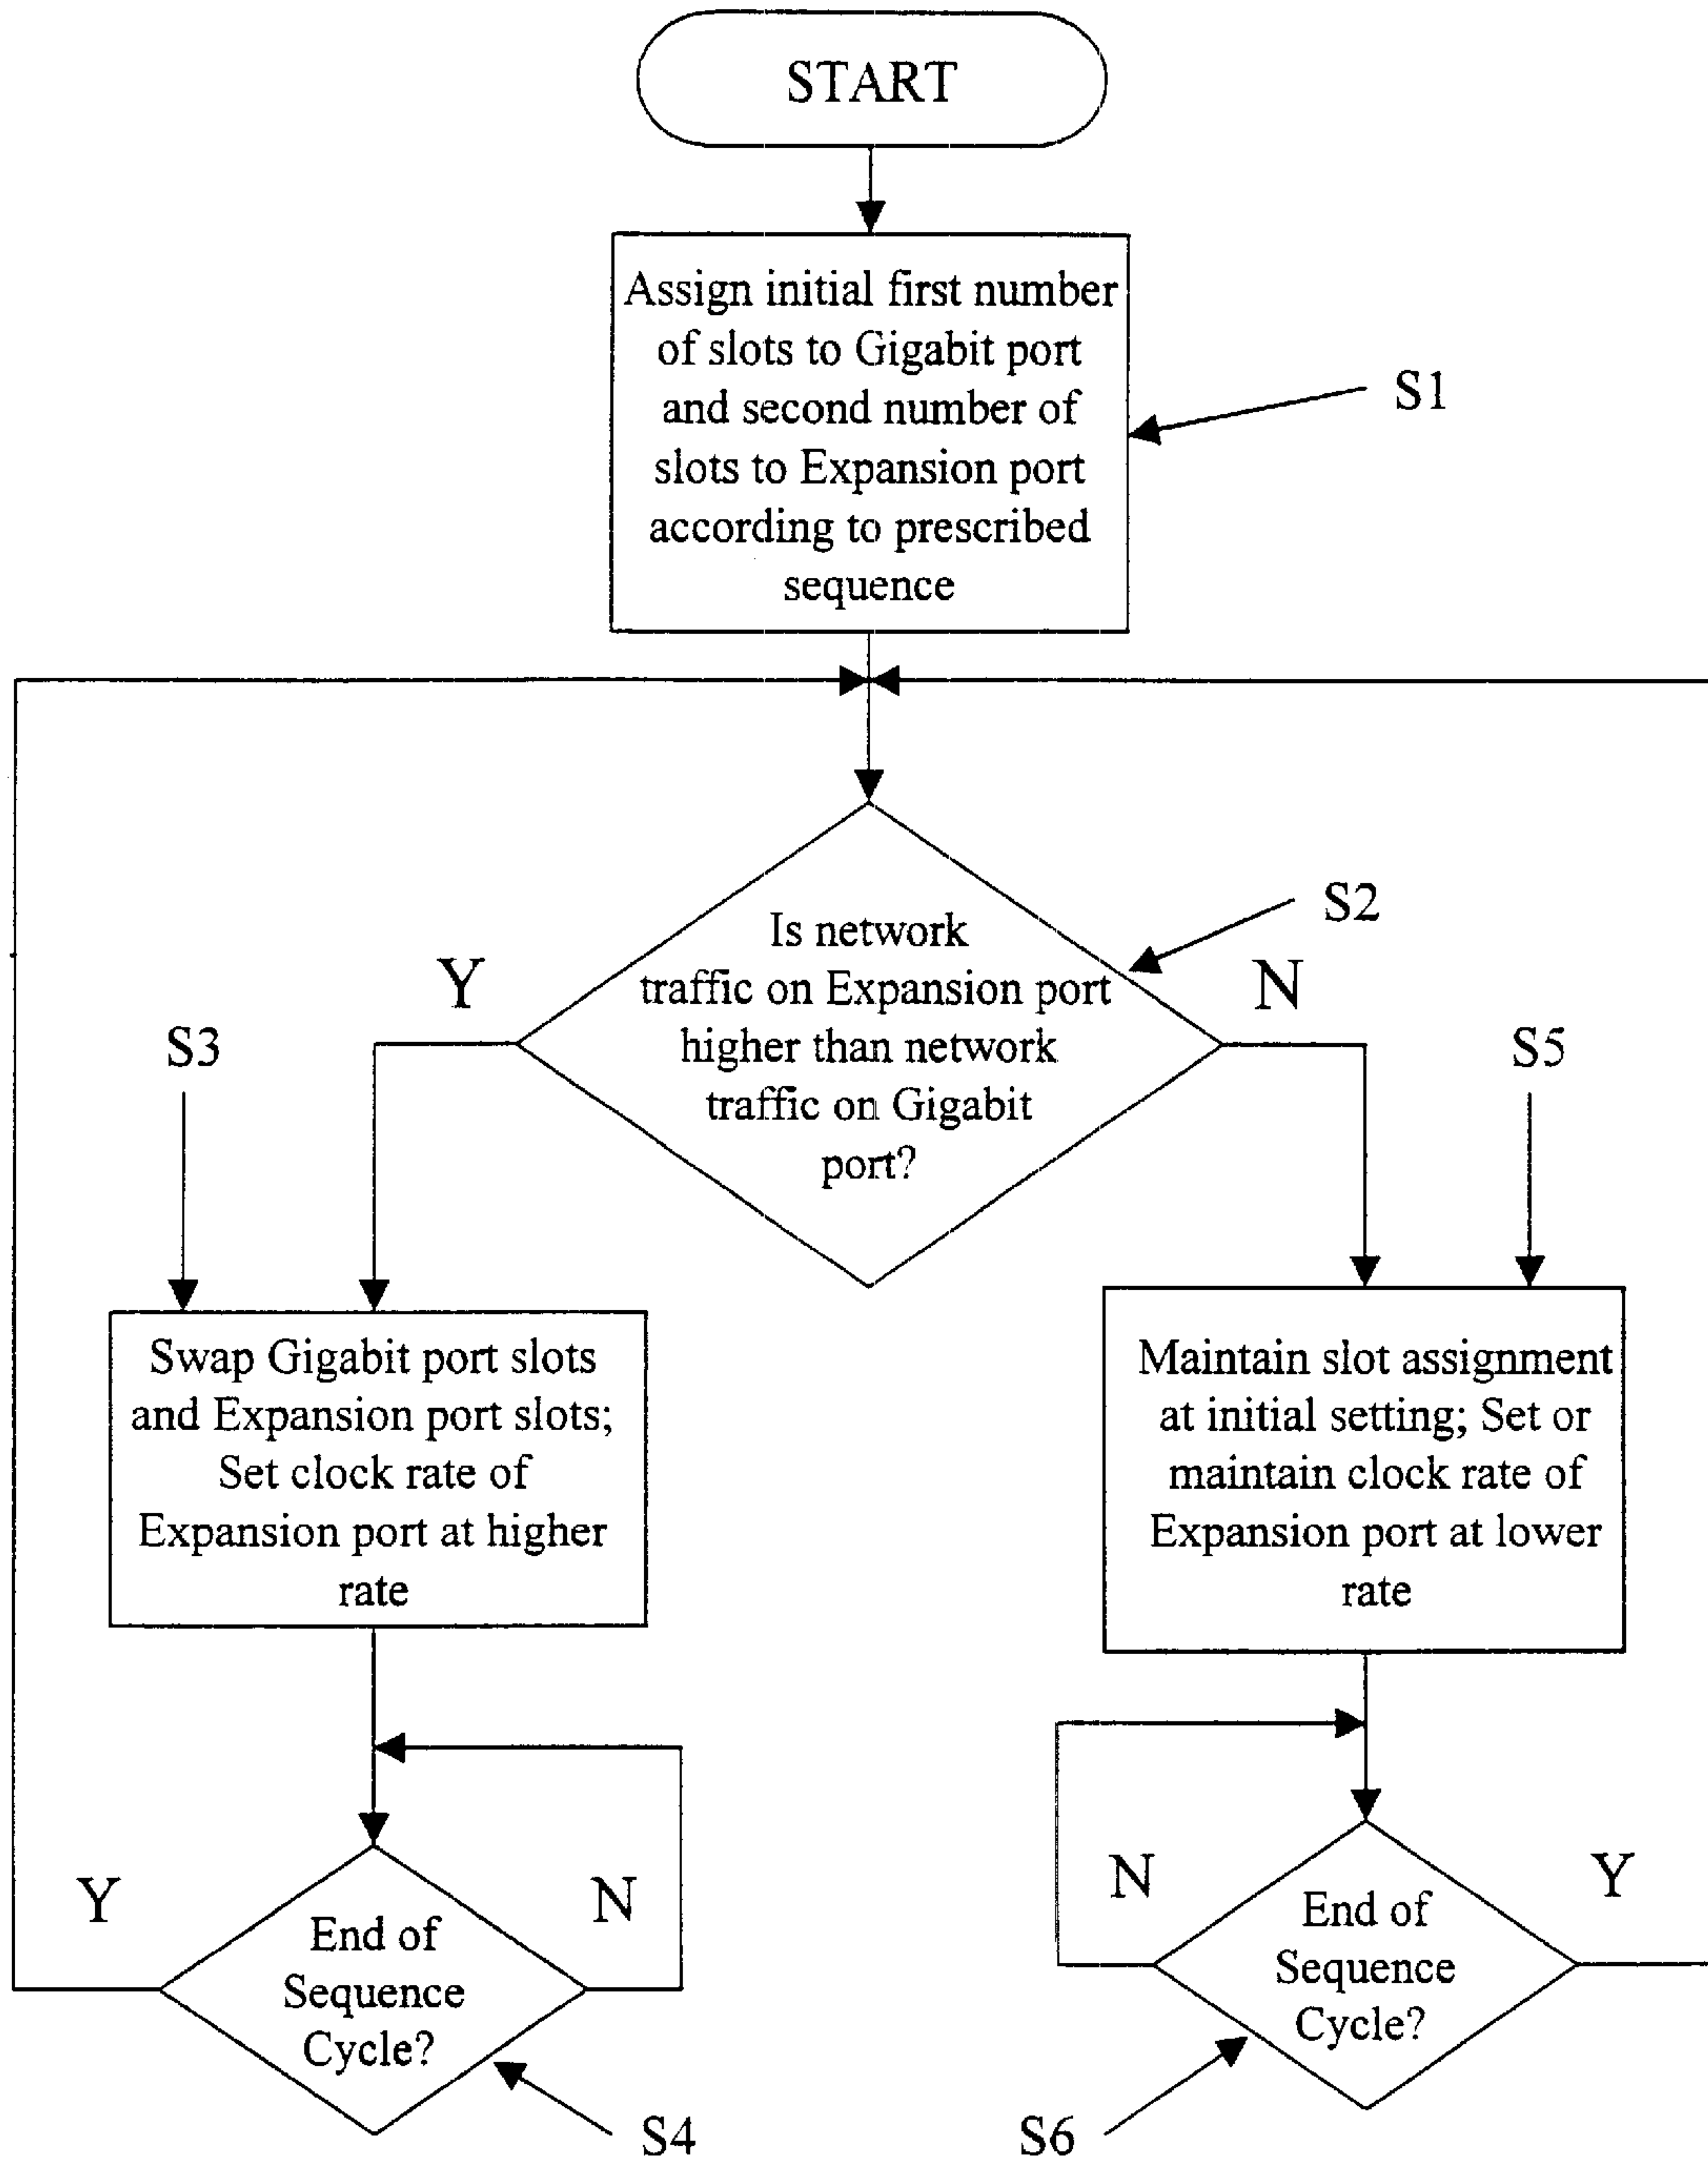 START
Assign initial first number
of slots to Gigabit port
and second number of
slots to Expansion port
according to prescribed
sequence
S1
Is network
traffic on Expansion port
higher than network
traffic on Gigabit
port?
S2
Y
N
S3
S5
Swap Gigabit port slots
and Expansion port slots;
Set clock rate of
Expansion port at higher
rate
Maintain slot assignment
at initial setting; Set or
maintain clock rate of
Expansion port at lower
rate
Y
N
End of
Sequence
Cycle?
S4
N
Y
End of
Sequence
Cycle?
S6